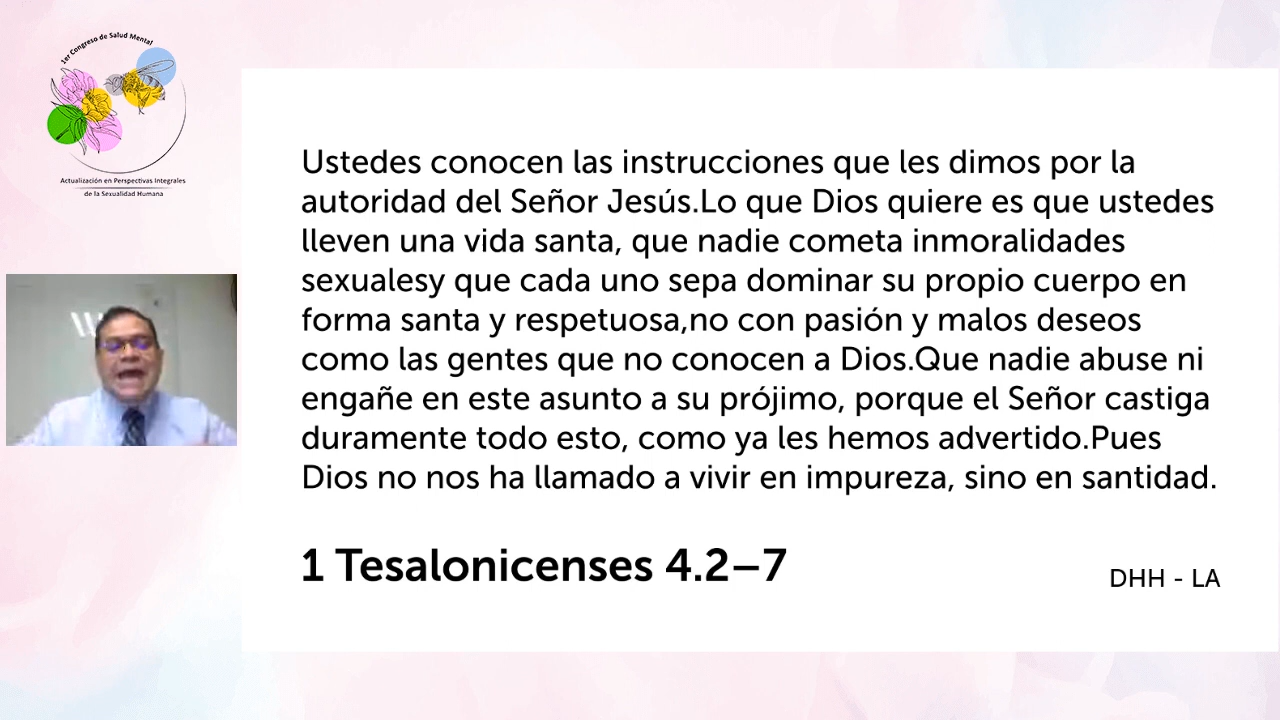 1er Congreso de Salud Mental
Actualización en Perspectivas Integrales
de la Sexualidad Humana
Ustedes conocen las instrucciones que les dimos por la
autoridad del Señor Jesús.Lo que Dios quiere es que ustedes
lleven una vida santa, que nadie cometa inmoralidades
sexualesy que cada uno sepa dominar su propio cuerpo en
forma santa y respetuosa,no con pasión y malos deseos
como las gentes que no conocen a Dios.Que nadie abuse ni
engañe en este asunto a su prójimo, porque el Señor castiga
duramente todo esto, como ya les hemos advertido.Pues
Dios no nos ha llamado a vivir en impureza, sino en santidad.
1 Tesalonicenses 4.2–7
DHH - LA